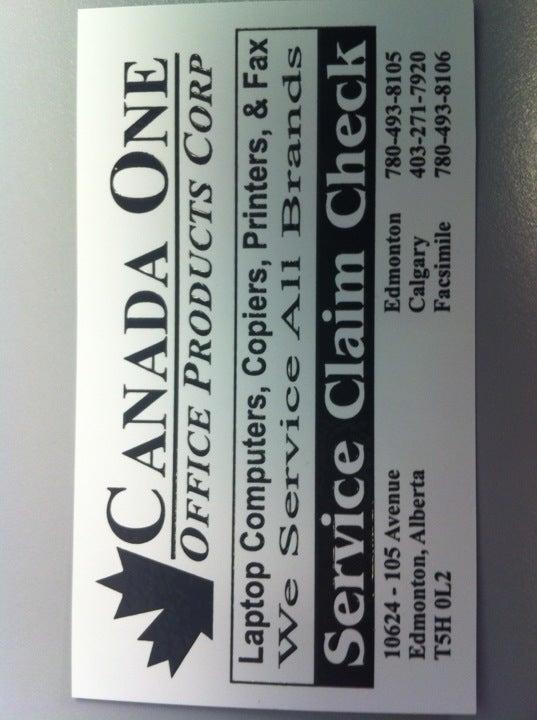 CANADA ONE
OFFICE PRODUCTS CORP
Laptop Computers, Copiers, Printers, & Fax
We Service All Brands
Service Claim Check
10624 - 105 Avenue Edmonton 780-493-8105
Edmonton, Alberta Calgary 403-271-7920
T5H 0L2 Facsimile 780-493-8106